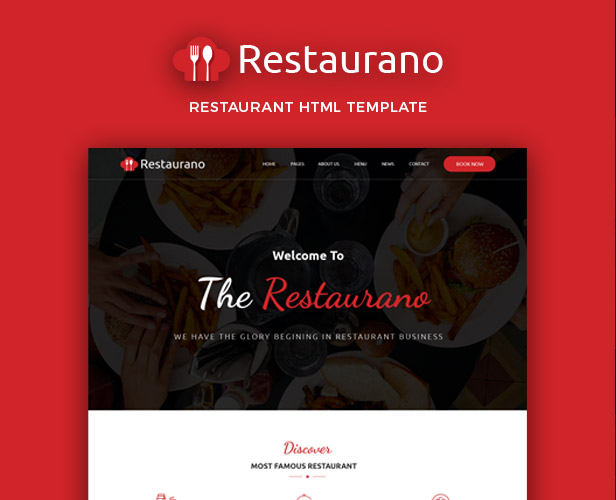 Restaurano
RESTAURANT HTML TEMPLATE
Restaurano
HOME PAGES ABOUT US MENU NEWS CONTACT BOOK NOW
Welcome To
The Restaurano
WE HAVE THE GLORY BEGINING IN RESTAURANT BUSINESS
Discover
MOST FAMOUS RESTAURANT